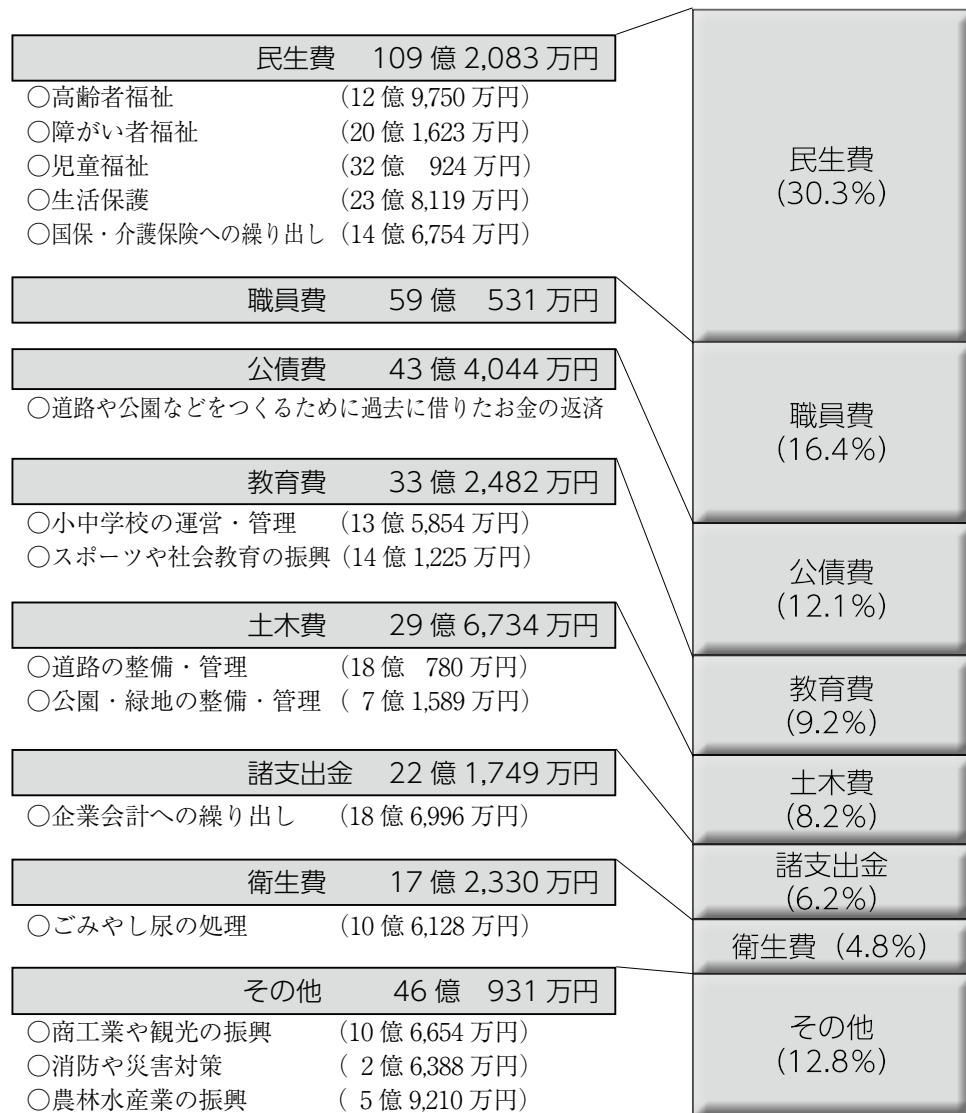 民生費 109億2,083万円
○高齢者福祉 (12億9,750万円)
○障がい者福祉 (20億1,623万円)
○児童福祉 (32億 924万円)
○生活保護 (23億8,119万円)
○国保・介護保険への繰り出し (14億6,754万円)
職員費 59億 531万円
公債費 43億4,044万円
○道路や公園などをつくるために過去に借りたお金の返済
教育費 33億2,482万円
○小中学校の運営・管理 (13億5,854万円)
○スポーツや社会教育の振興 (14億1,225万円)
土木費 29億6,734万円
○道路の整備・管理 (18億 780万円)
○公園・緑地の整備・管理 ( 7億1,589万円)
諸支出金 22億1,749万円
○企業会計への繰り出し (18億6,996万円)
衛生費 17億2,330万円
○ごみやし尿の処理 (10億6,128万円)
その他 46億 931万円
○商工業や観光の振興 (10億6,654万円)
○消防や災害対策 ( 2億6,388万円)
○農林水産業の振興 ( 5億9,210万円)
民生費
(30.3%)
職員費
(16.4%)
公債費
(12.1%)
教育費
(9.2%)
土木費
(8.2%)
諸支出金
(6.2%)
衛生費 (4.8%)
その他
(12.8%)